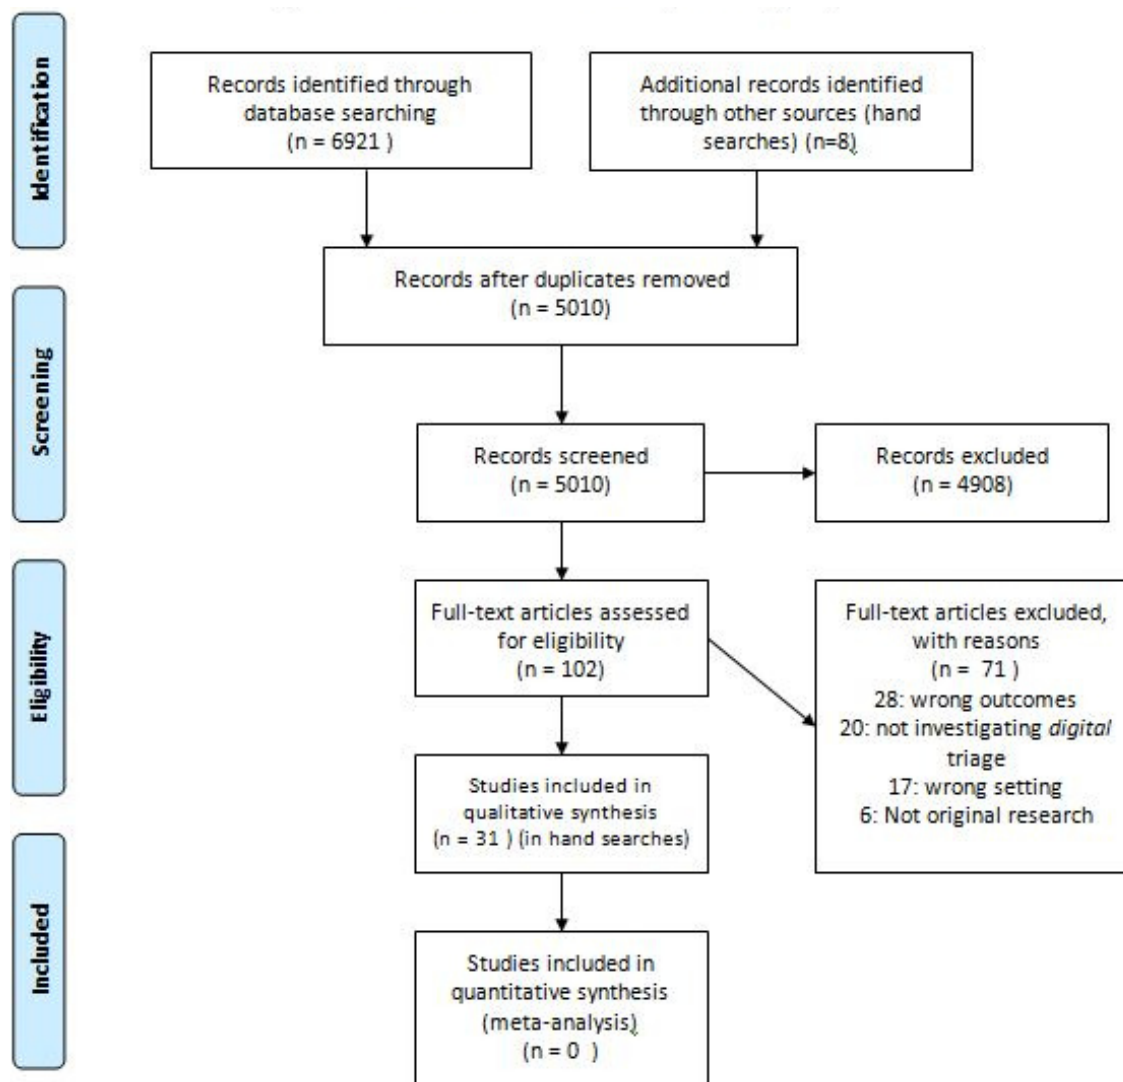 Identification
Records identified through
database searching
(n = 6921 )
Additional records identified
through other sources (hand
searches) (n=8)
Records after duplicates removed
(n = 5010)
Screening
Records screened
(n = 5010)
Records excluded
(n = 4908)
Eligibility
Full-text articles assessed
for eligibility
(n = 102)
Full-text articles excluded,
with reasons
(n = 71 )
28: wrong outcomes
20: not investigating digital
triage
17: wrong setting
6: Not original research
Studies included in
qualitative synthesis
(n = 31 ) (in hand searches)
Included
Studies included in
quantitative synthesis
(meta-analysis)
(n = 0 )